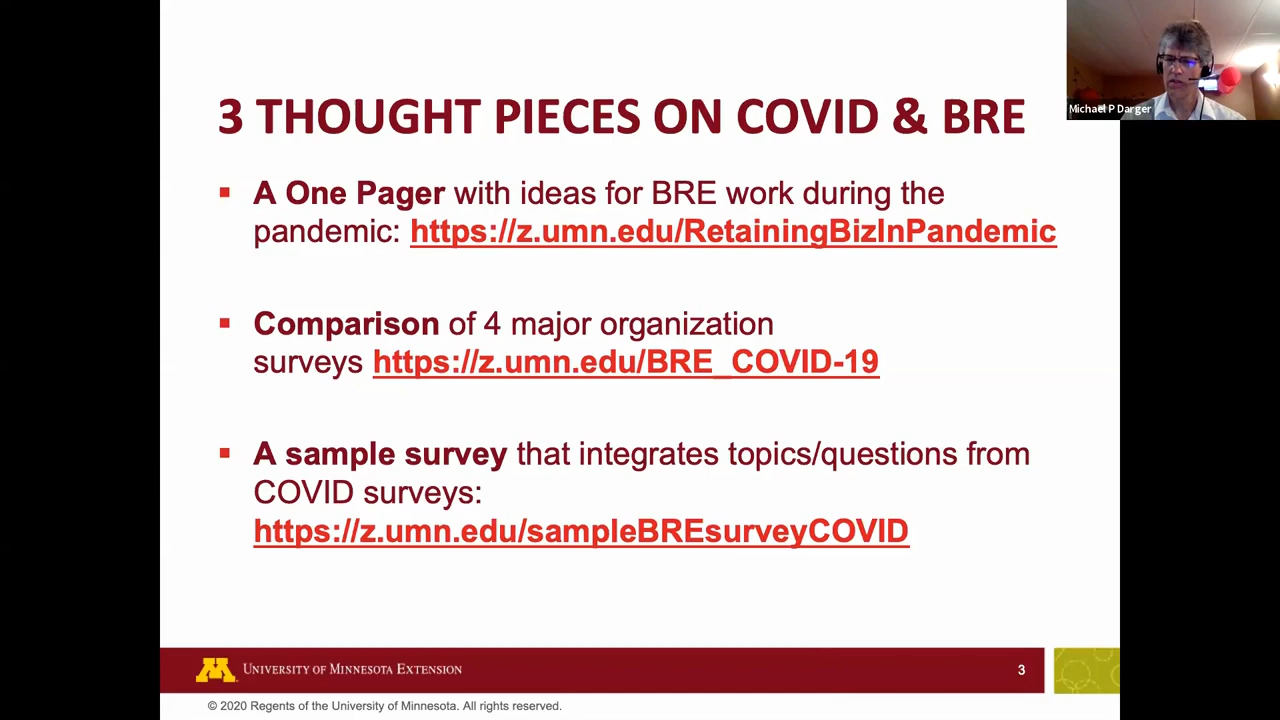 3 THOUGHT PIECES ON COVID & BRE
Michael P Darger
▪ A One Pager with ideas for BRE work during the
pandemic: https://z.umn.edu/RetainingBizInPandemic
▪ Comparison of 4 major organization
surveys https://z.umn.edu/BRE_COVID-19
▪ A sample survey that integrates topics/questions from
COVID surveys:
https://z.umn.edu/sampleBREsurveyCOVID
M UNIVERSITY OF MINNESOTA EXTENSION
3
© 2020 Regents of the University of Minnesota. All rights reserved.